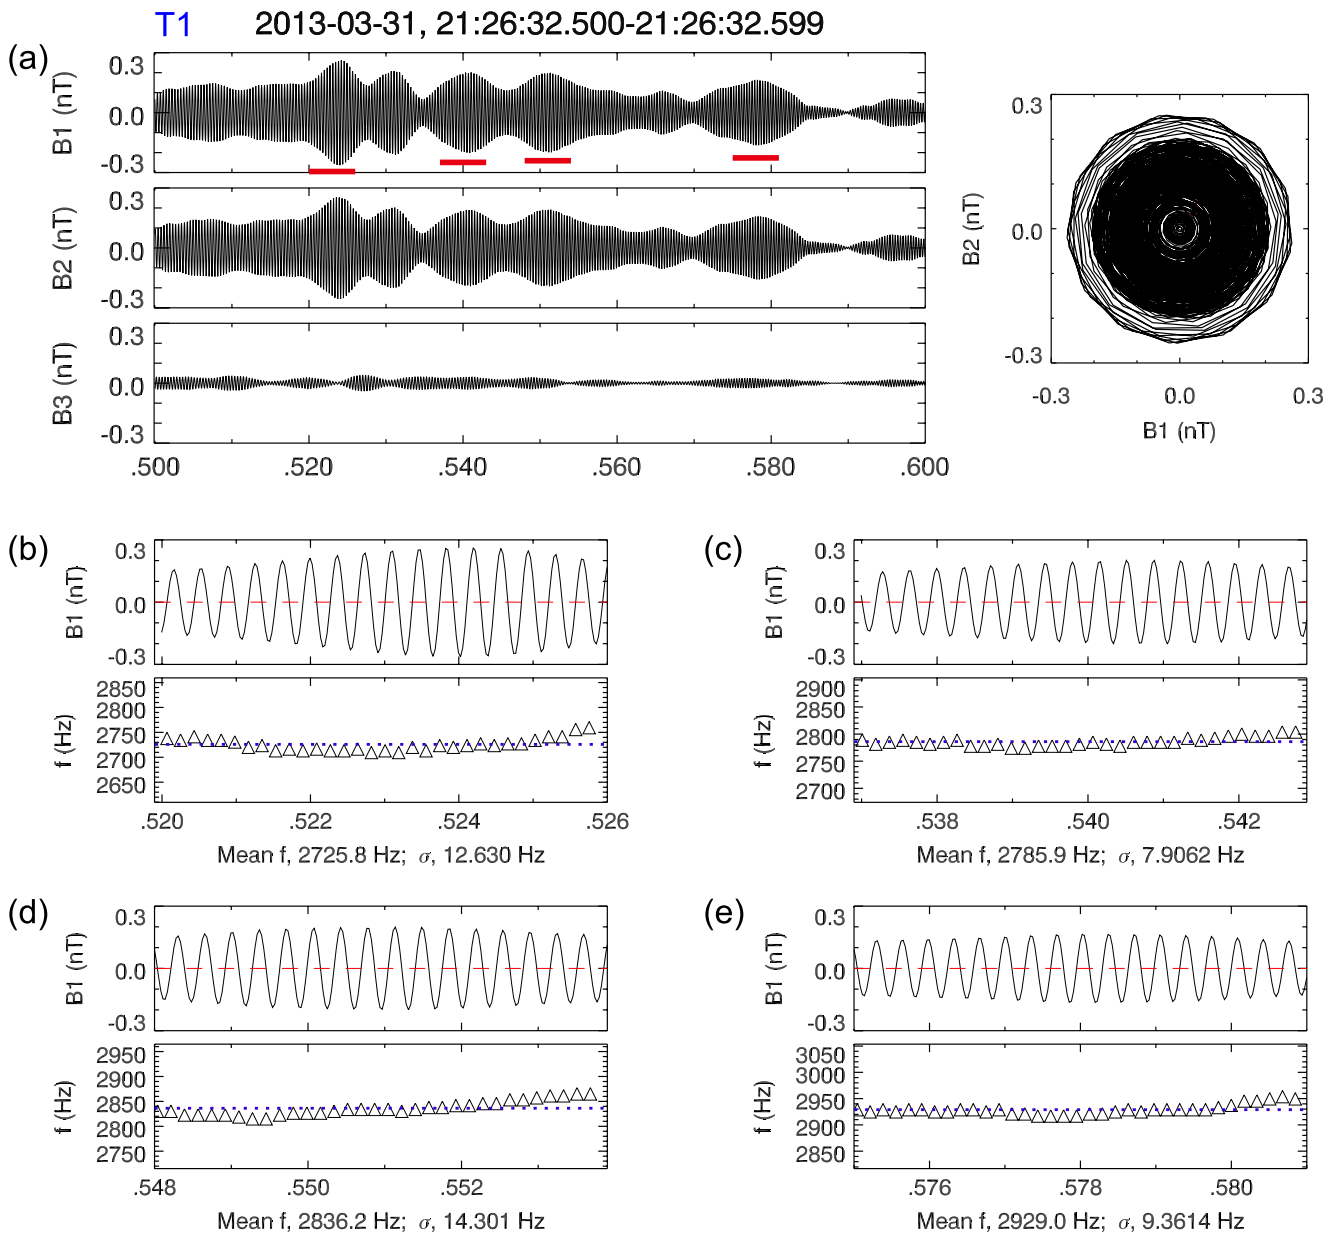 T1 2013-03-31, 21:26:32.500-21:26:32.599
(a)
0.3
0.0
-0.3
B1 (nT)
0.3
0.0
-0.3
B2 (nT)
0.3
0.0
-0.3
B3 (nT)
.500 .520 .540 .560 .580 .600
0.3
0.0
-0.3
B2 (nT)
-0.3 0.0 0.3
B1 (nT)
(b)
0.3
0.0
-0.3
B1 (nT)
2850
2800
2750
2700
2650
f (Hz)
.520 .522 .524 .526
Mean f, 2725.8 Hz; σ, 12.630 Hz
(c)
0.3
0.0
-0.3
B1 (nT)
2900
2850
2800
2750
2700
f (Hz)
.538 .540 .542
Mean f, 2785.9 Hz; σ, 7.9062 Hz
(d)
0.3
0.0
-0.3
B1 (nT)
2950
2900
2850
2800
2750
f (Hz)
.548 .550 .552
Mean f, 2836.2 Hz; σ, 14.301 Hz
(e)
0.3
0.0
-0.3
B1 (nT)
3050
3000
2950
2900
2850
f (Hz)
.576 .578 .580
Mean f, 2929.0 Hz; σ, 9.3614 Hz